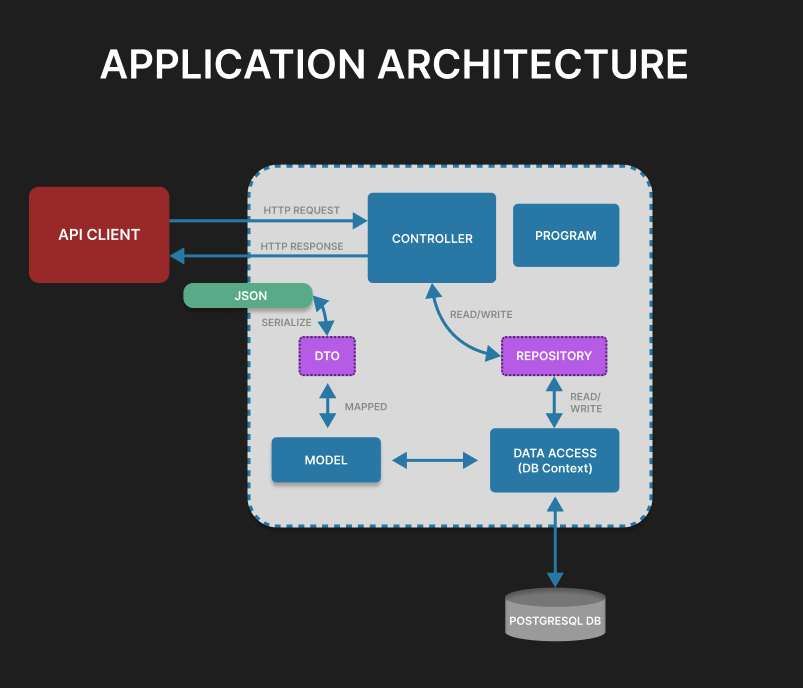 APPLICATION ARCHITECTURE
API CLIENT
HTTP REQUEST
HTTP RESPONSE
CONTROLLER
PROGRAM
JSON
SERIALIZE
READ/WRITE
DTO
REPOSITORY
MAPPED
READ/
WRITE
MODEL
DATA ACCESS
(DB Context)
POSTGRESQL DB